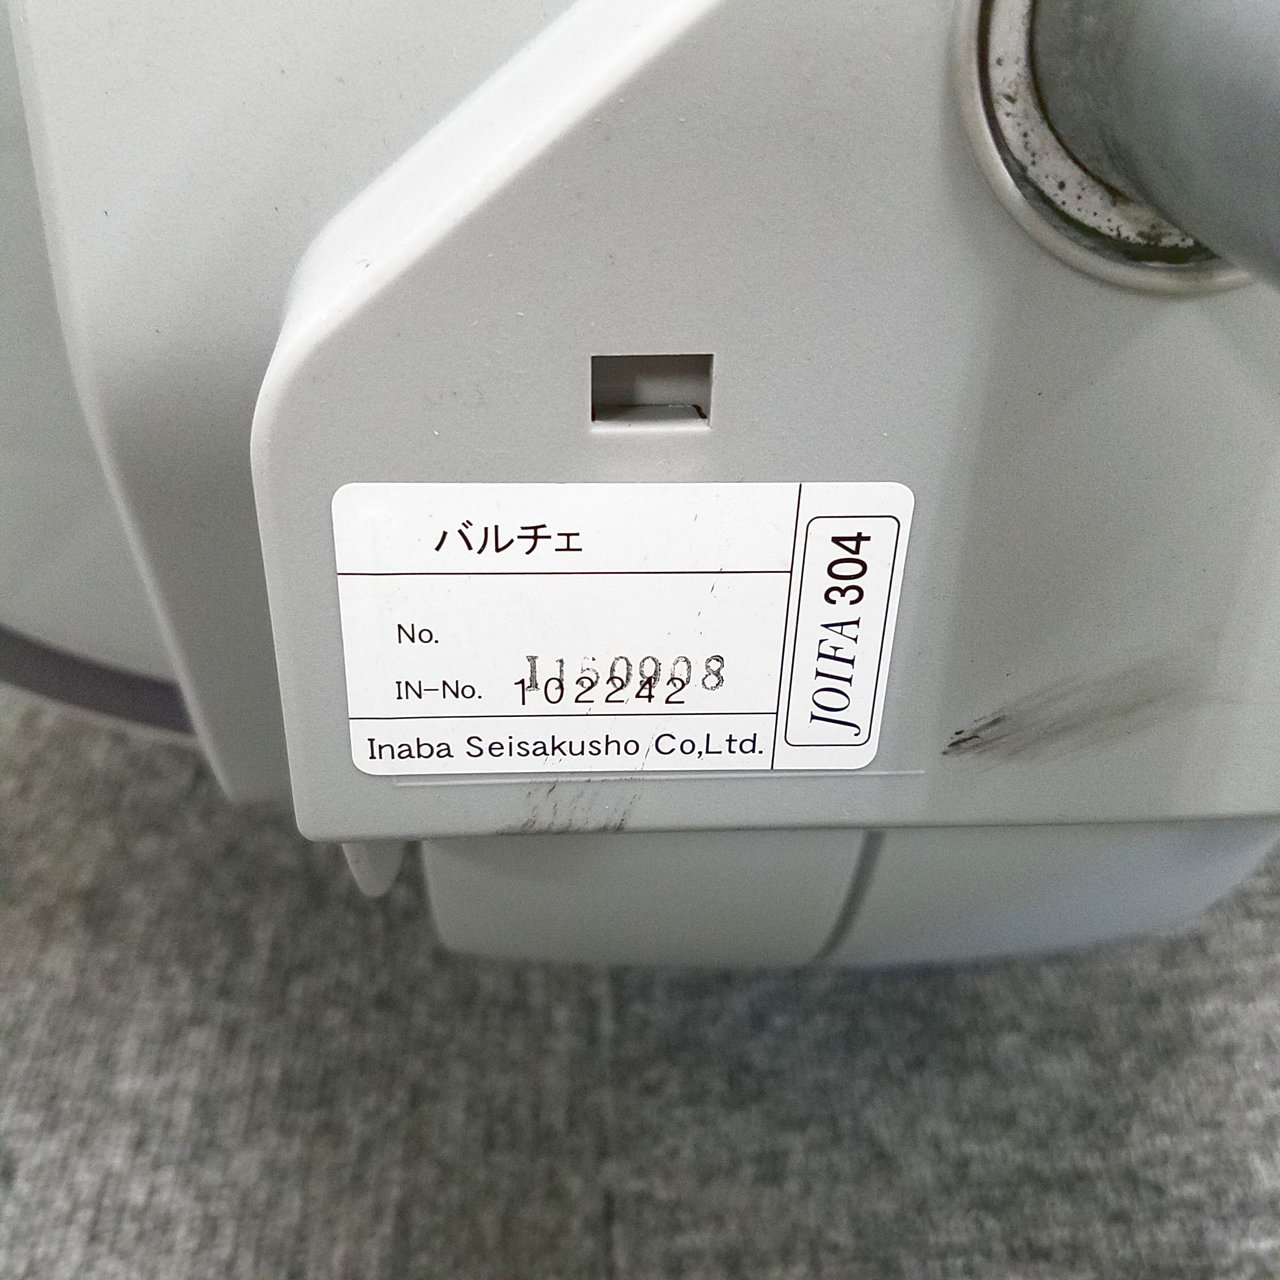 バルチェ
No.
I150908
IN-No. 102242
Inaba Seisakusho Co,Ltd.
JOIFA 304